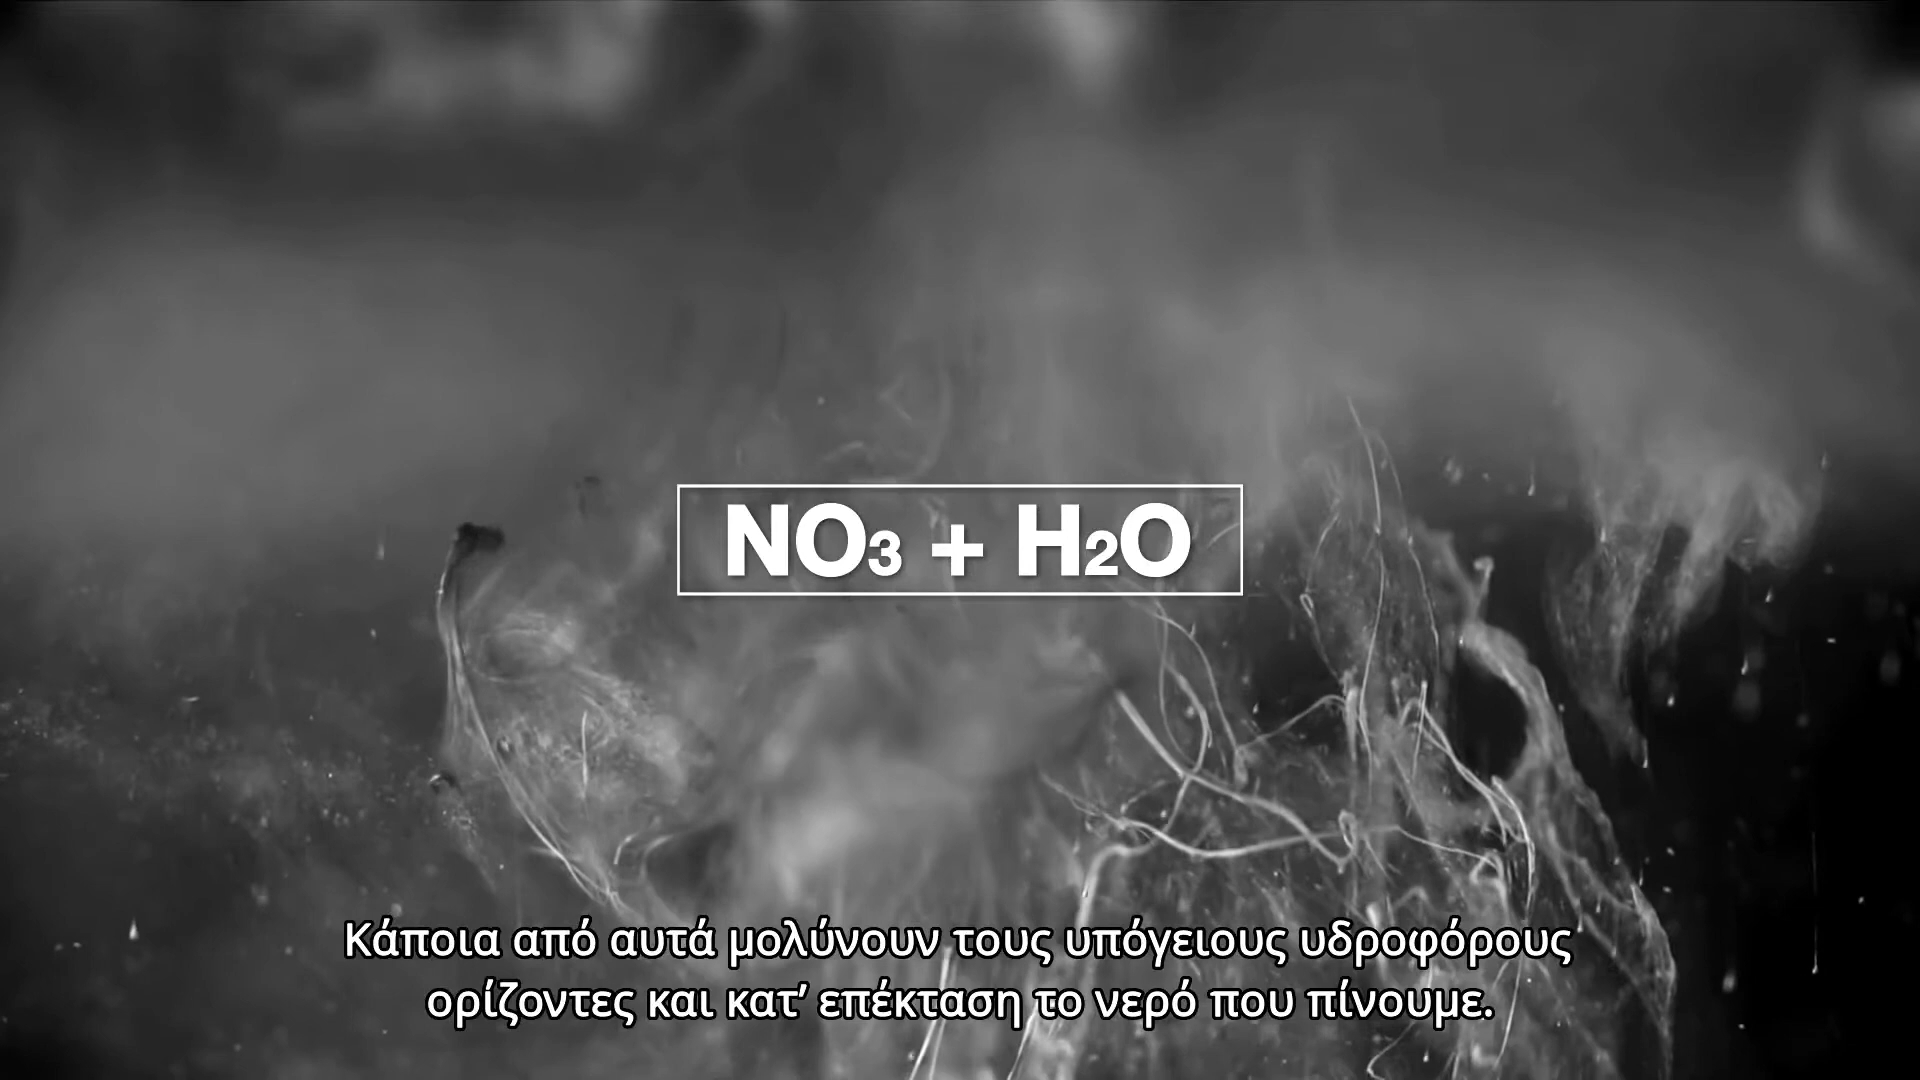 NO₃ + H₂O
Κάποια από αυτά μολύνουν τους υπόγειους υδροφόρους
ορίζοντες και κατ’ επέκταση το νερό που πίνουμε.